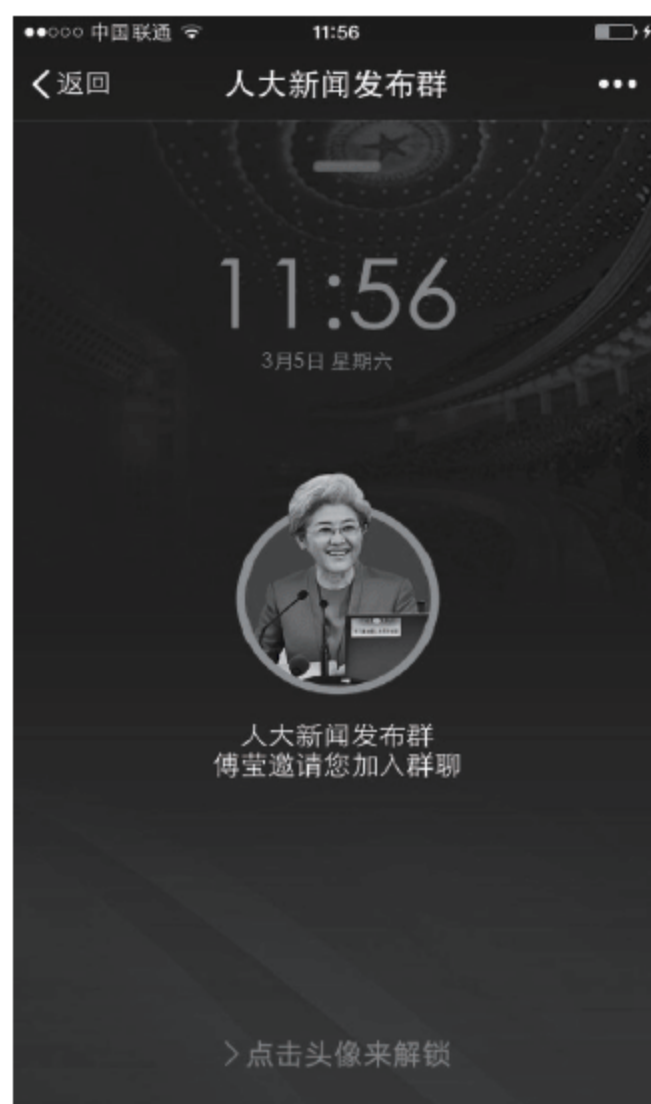 中国联通 11:56
返回 人大新闻发布群
11:56
3月5日 星期六
人大新闻发布群
傅莹邀请您加入群聊
>点击头像来解锁